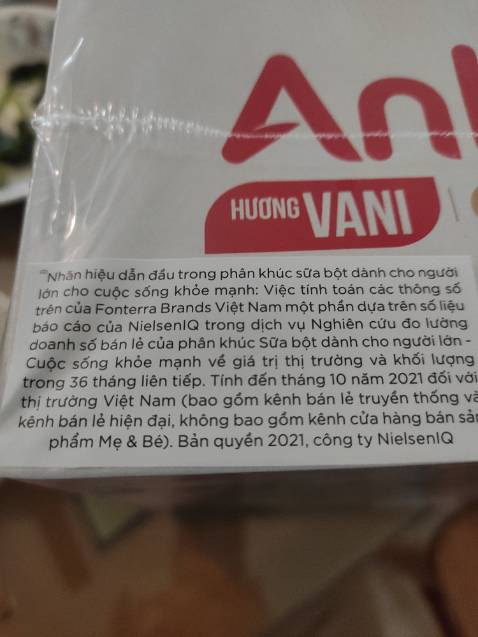 HƯƠNG VANI
"Nhãn hiệu dẫn đầu trong phân khúc sữa bột dành cho người
lớn cho cuộc sống khỏe mạnh: Việc tính toán các thông số
trên của Fonterra Brands Việt Nam một phần dựa trên số liệu
báo cáo của NielsenIQ trong dịch vụ Nghiên cứu đo lường
doanh số bán lẻ của phân khúc Sữa bột dành cho người lớn -
Cuộc sống khỏe mạnh về giá trị thị trường và khối lượng
trong 36 tháng liên tiếp. Tính đến tháng 10 năm 2021 đối với
thị trường Việt Nam (bao gồm kênh bán lẻ truyền thống và
kênh bán lẻ hiện đại, không bao gồm kênh cửa hàng bán
phẩm Mẹ & Bé). Bản quyền 2021, công ty NielsenIQ